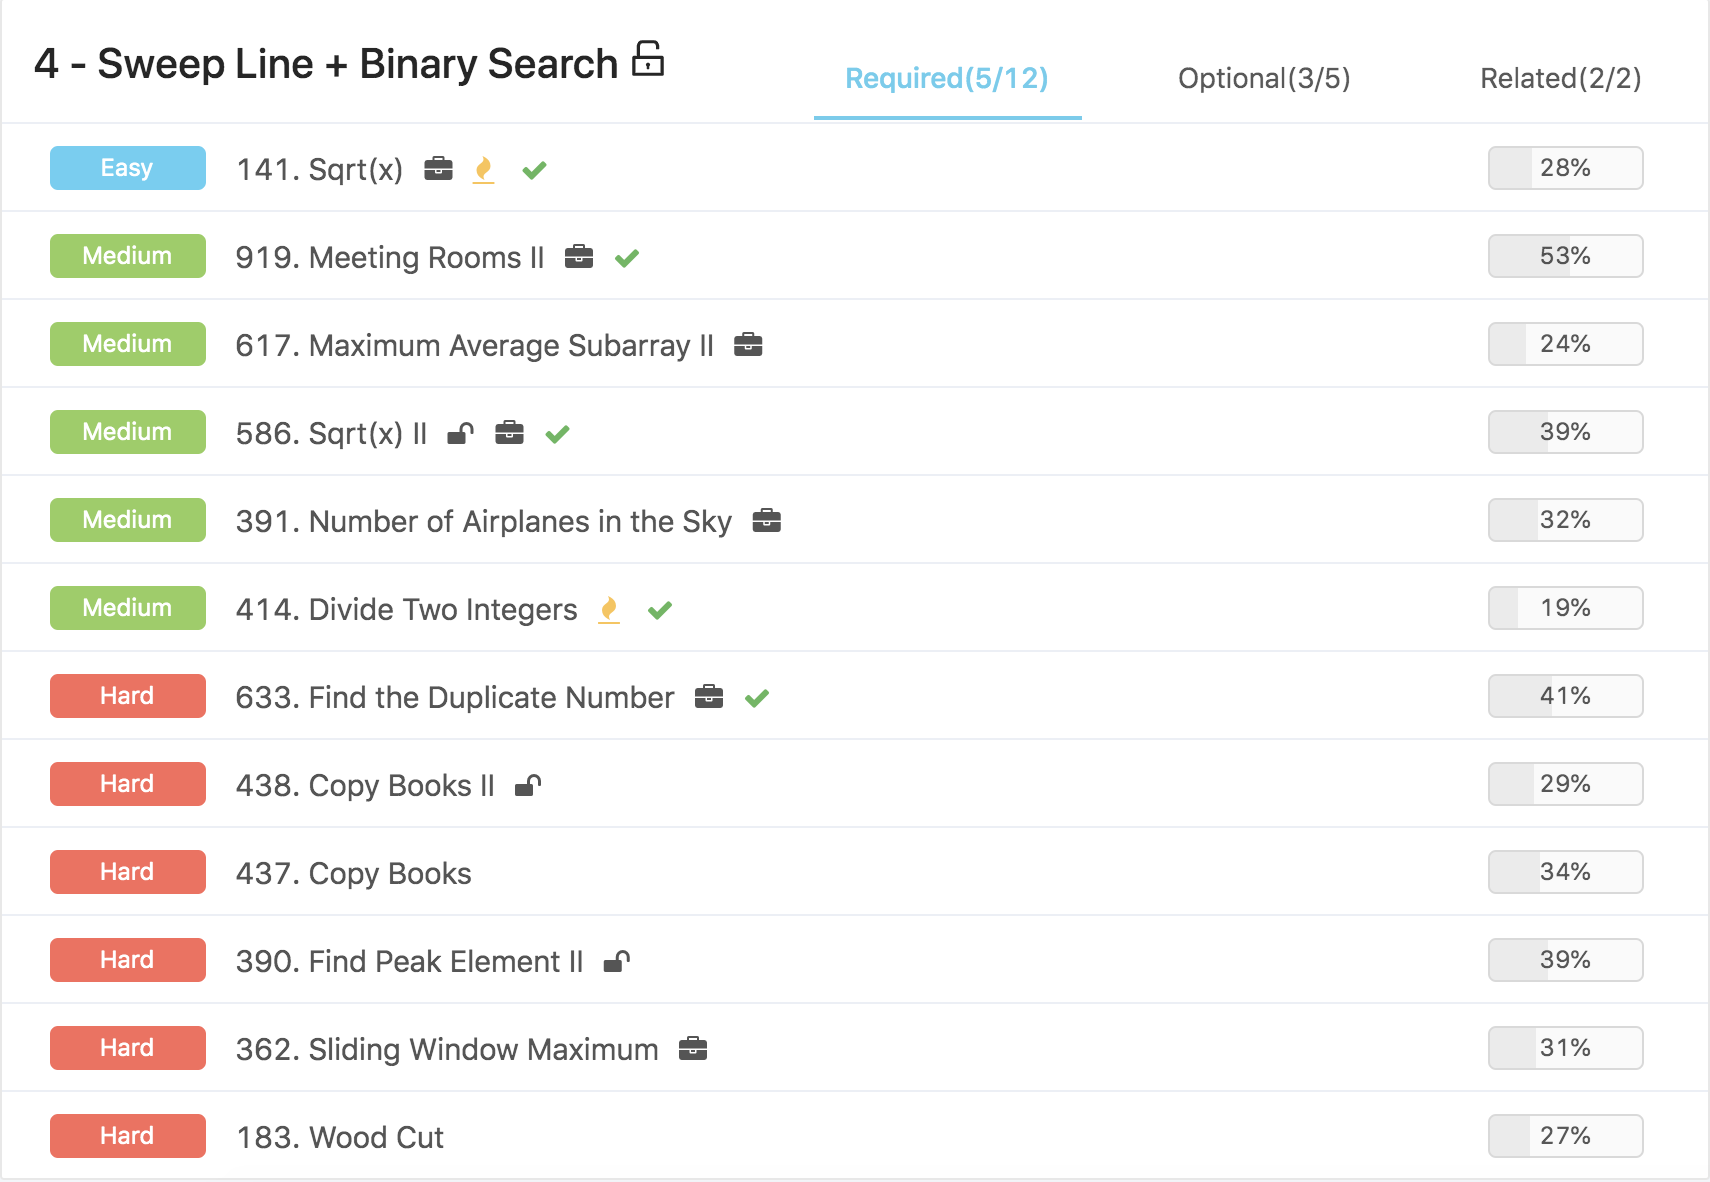 4 - Sweep Line + Binary Search
Required(5/12) Optional(3/5) Related(2/2)
Easy 141. Sqrt(x) 28%
Medium 919. Meeting Rooms II 53%
Medium 617. Maximum Average Subarray II 24%
Medium 586. Sqrt(x) II 39%
Medium 391. Number of Airplanes in the Sky 32%
Medium 414. Divide Two Integers 19%
Hard 633. Find the Duplicate Number 41%
Hard 438. Copy Books II 29%
Hard 437. Copy Books 34%
Hard 390. Find Peak Element II 39%
Hard 362. Sliding Window Maximum 31%
Hard 183. Wood Cut 27%